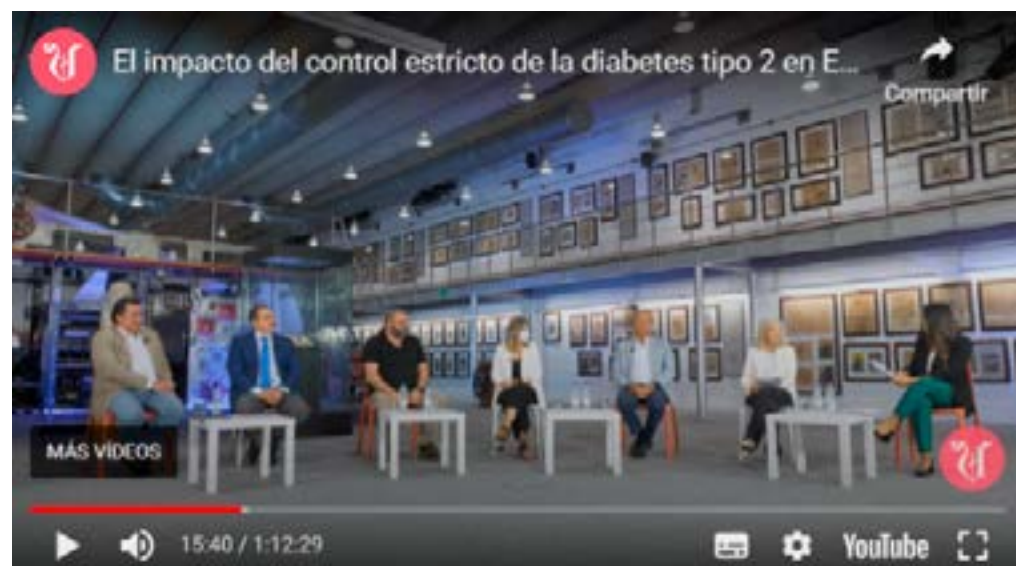 El impacto del control estricto de la diabetes tipo 2 en E...
Compartir
MÁS VÍDEOS
15:40 / 1:12:29
YouTube